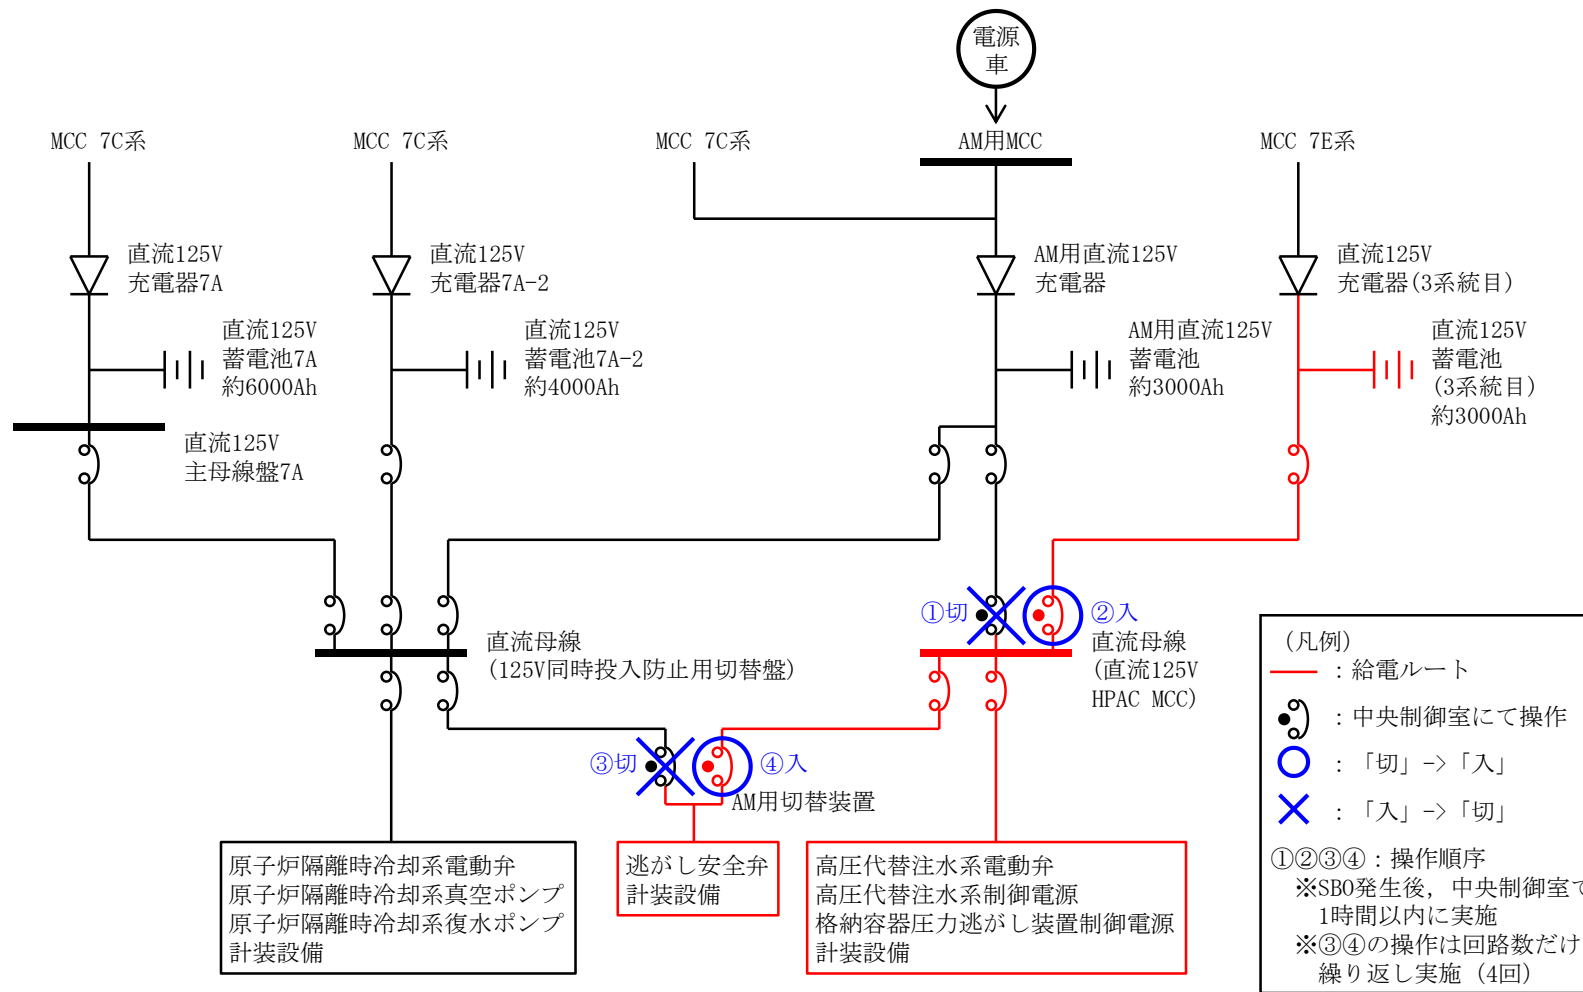 電源
車
MCC 7C系
MCC 7C系
MCC 7C系
AM用MCC
MCC 7E系
直流125V
充電器7A
直流125V
充電器7A-2
AM用直流125V
充電器
直流125V
充電器(3系統目)
直流125V
蓄電池7A
約6000Ah
直流125V
蓄電池7A-2
約4000Ah
AM用直流125V
蓄電池
約3000Ah
直流125V
蓄電池
(3系統目)
約3000Ah
直流125V
主母線盤7A
①切
②入
直流母線
(125V同時投入防止用切替盤)
直流母線
(直流125V
HPAC MCC)
③切
④入
AM用切替装置
原子炉隔離時冷却系電動弁
原子炉隔離時冷却系真空ポンプ
原子炉隔離時冷却系復水ポンプ
計装設備
逃がし安全弁
計装設備
高圧代替注水系電動弁
高圧代替注水系制御電源
格納容器圧力逃がし装置制御電源
計装設備
(凡例)
：給電ルート
：中央制御室にて操作
：「切」->「入」
：「入」->「切」
①②③④：操作順序
※SBO発生後，中央制御室で
1時間以内に実施
※③④の操作は回路数だけ
繰り返し実施（4回）